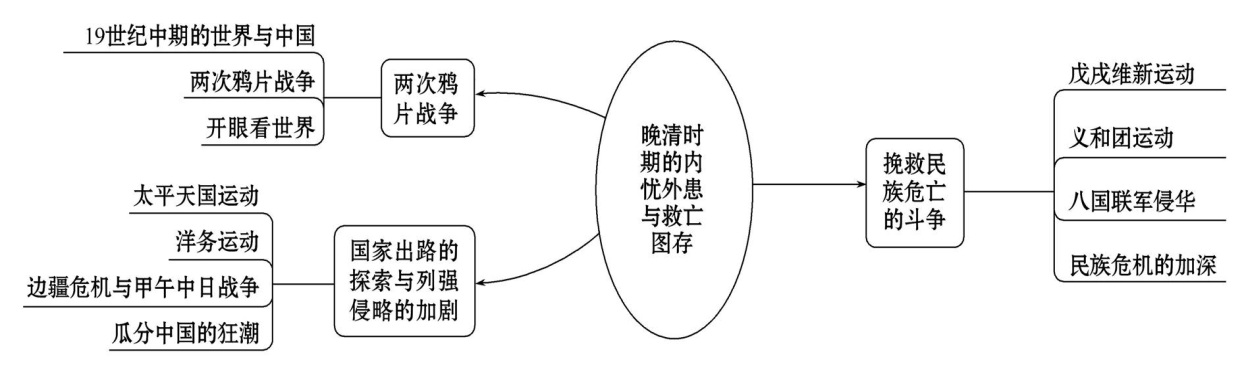 19世纪中期的世界与中国
两次鸦片战争
开眼看世界
两次鸦
片战争
太平天国运动
洋务运动
边疆危机与甲午中日战争
瓜分中国的狂潮
国家出路的
探索与列强
侵略的加剧
晚清时
期的内
忧外患
与救亡
图存
挽救民
族危亡
的斗争
戊戌维新运动
义和团运动
八国联军侵华
民族危机的加深